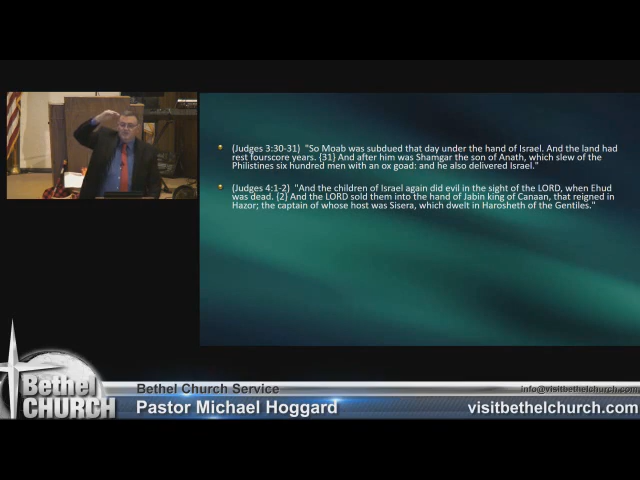 (Judges 3:30-31)  "So Moab was subdued that day under the hand of Israel. And the land had
rest fourscore years. {31} And after him was Shamgar the son of Anath, which slew of the
Philistines six hundred men with an ox goad: and he also delivered Israel."
(Judges 4:1-2)  "And the children of Israel again did evil in the sight of the LORD, when Ehud
was dead. {2} And the LORD sold them into the hand of Jabin king of Canaan, that reigned in
Hazor; the captain of whose host was Sisera, which dwelt in Harosheth of the Gentiles."
Bethel
CHURCH
Bethel Church Service
info@visitbethelchurch.com
Pastor Michael Hoggard
visitbethelchurch.com